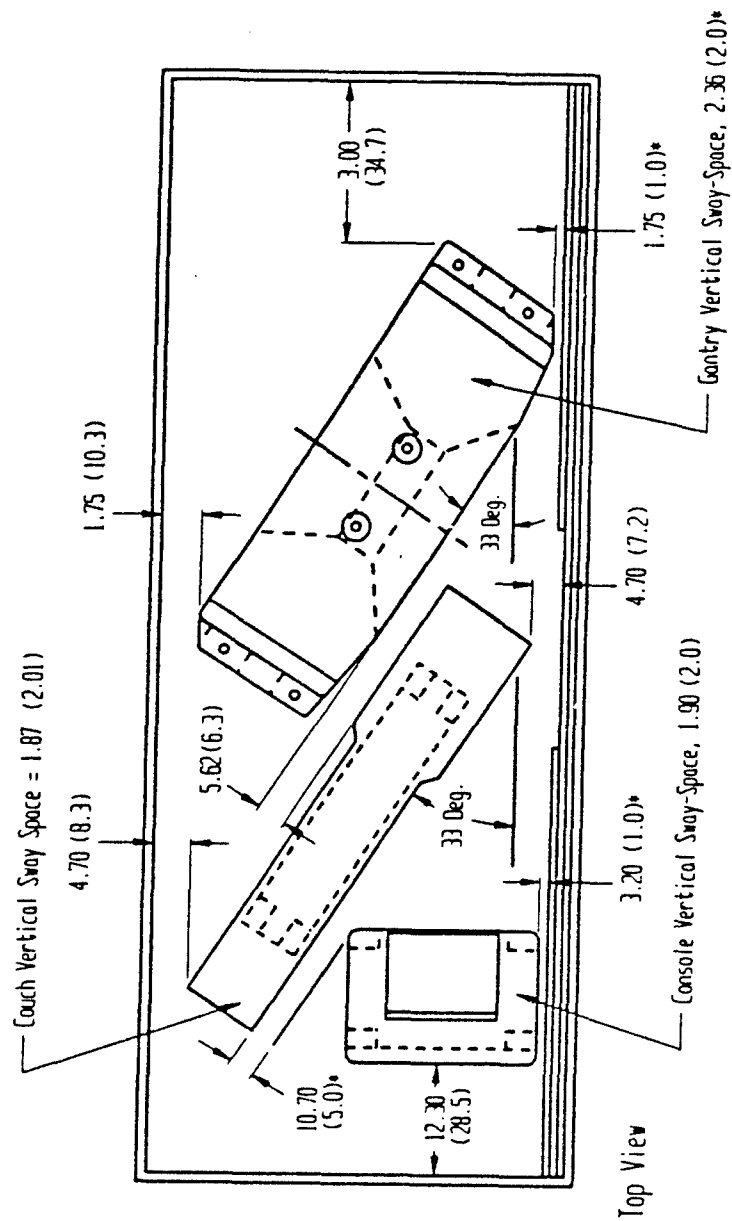 Couch Vertical Sway Space = 1.87 (2.01)
4.70 (8.3)
1.75 (10.3)
3.00
(34.7)
5.62(6.3)
33 Deg.
33 Deg.
10.70
(5.0)*
12.30
(28.5)
3.20 (1.0)*
4.70 (7.2)
1.75 (1.0)*
Console Vertical Sway-Space, 1.90 (2.0)
Gantry Vertical Sway-Space, 2.36 (2.0)*
Top View